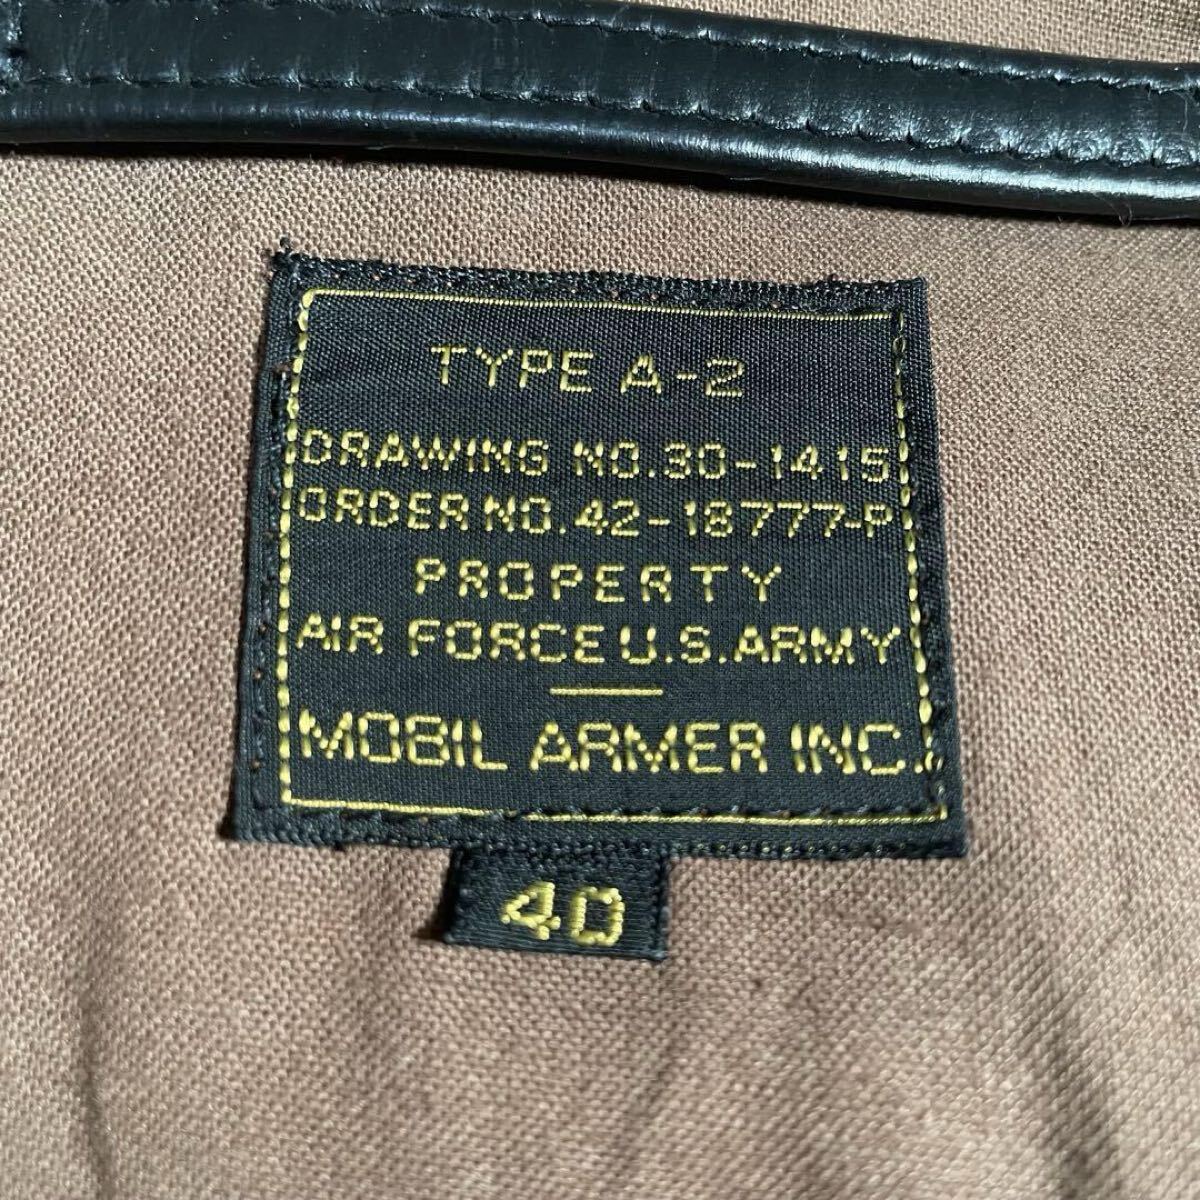 TYPE A-2
DRAWING NO.30-1415
ORDER NO.42-18777-P
PROPERTY
AIR FORCE U.S.ARMY
MOBIL ARMER INC.
40